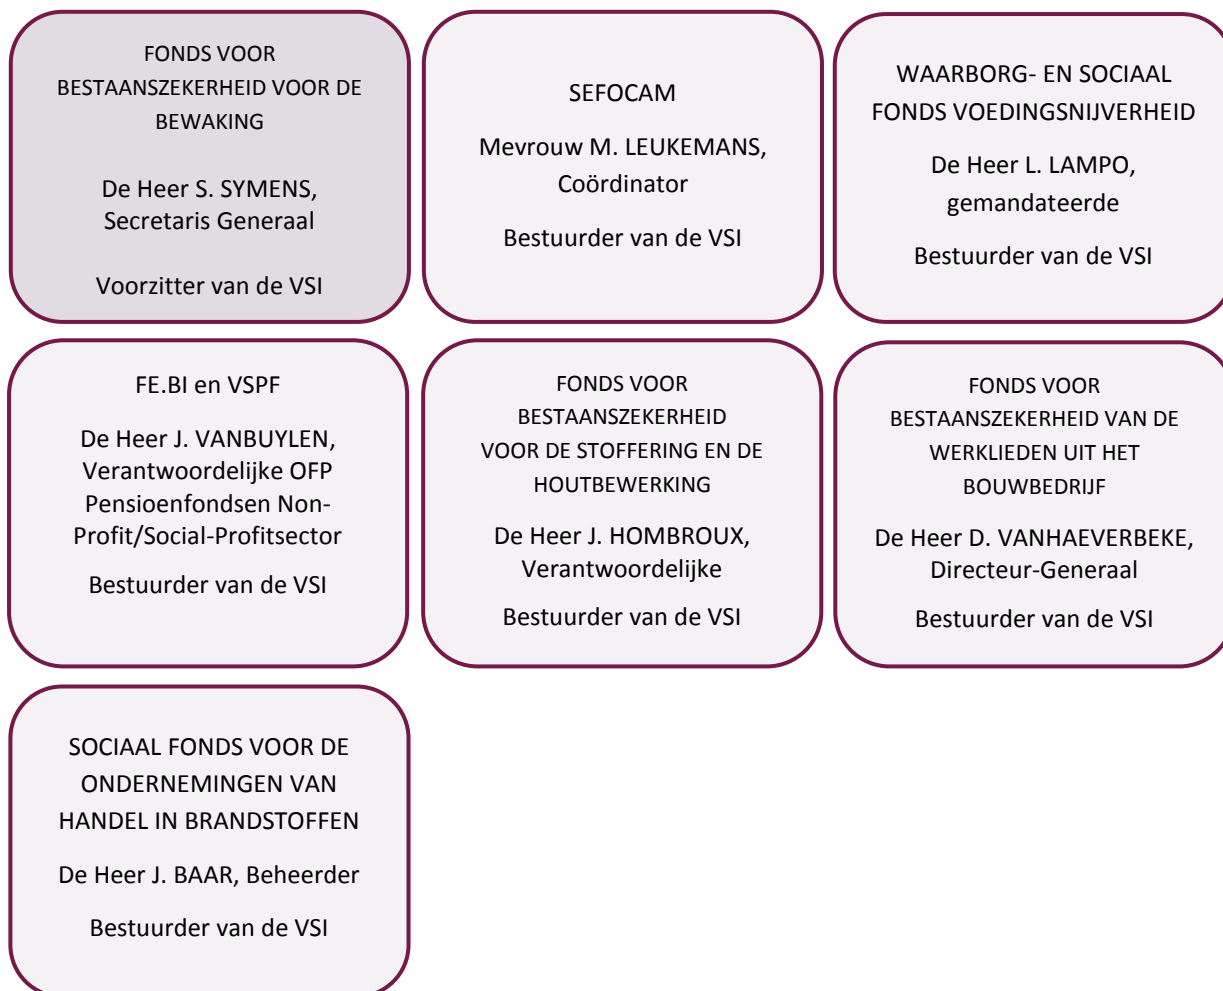 FONDS VOOR
BESTAANSZEKERHEID VOOR DE
BEWAKING
De Heer S. SYMENS,
Secretaris Generaal
Voorzitter van de VSI
SEFOCAM
Mevrouw M. LEUKEMANS,
Coördinator
Bestuurder van de VSI
WAARBORG- EN SOCIAAL
FONDS VOEDINGSNIJVERHEID
De Heer L. LAMPO,
gemandateerde
Bestuurder van de VSI
FE.BI en VSPF
De Heer J. VANBUYLEN,
Verantwoordelijke OFP
Pensioenfondsen Non-
Profit/Social-Profitsector
Bestuurder van de VSI
FONDS VOOR
BESTAANSZEKERHEID
VOOR DE STOFFERING EN DE
HOUTBEWERKING
De Heer J. HOMBROUX,
Verantwoordelijke
Bestuurder van de VSI
FONDS VOOR
BESTAANSZEKERHEID VAN DE
WERKLIEDEN UIT HET
BOUWBEDRIJF
De Heer D. VANHAEVERBEKE,
Directeur-Generaal
Bestuurder van de VSI
SOCIAAL FONDS VOOR DE
ONDERNEMINGEN VAN
HANDEL IN BRANDSTOFFEN
De Heer J. BAAR, Beheerder
Bestuurder van de VSI